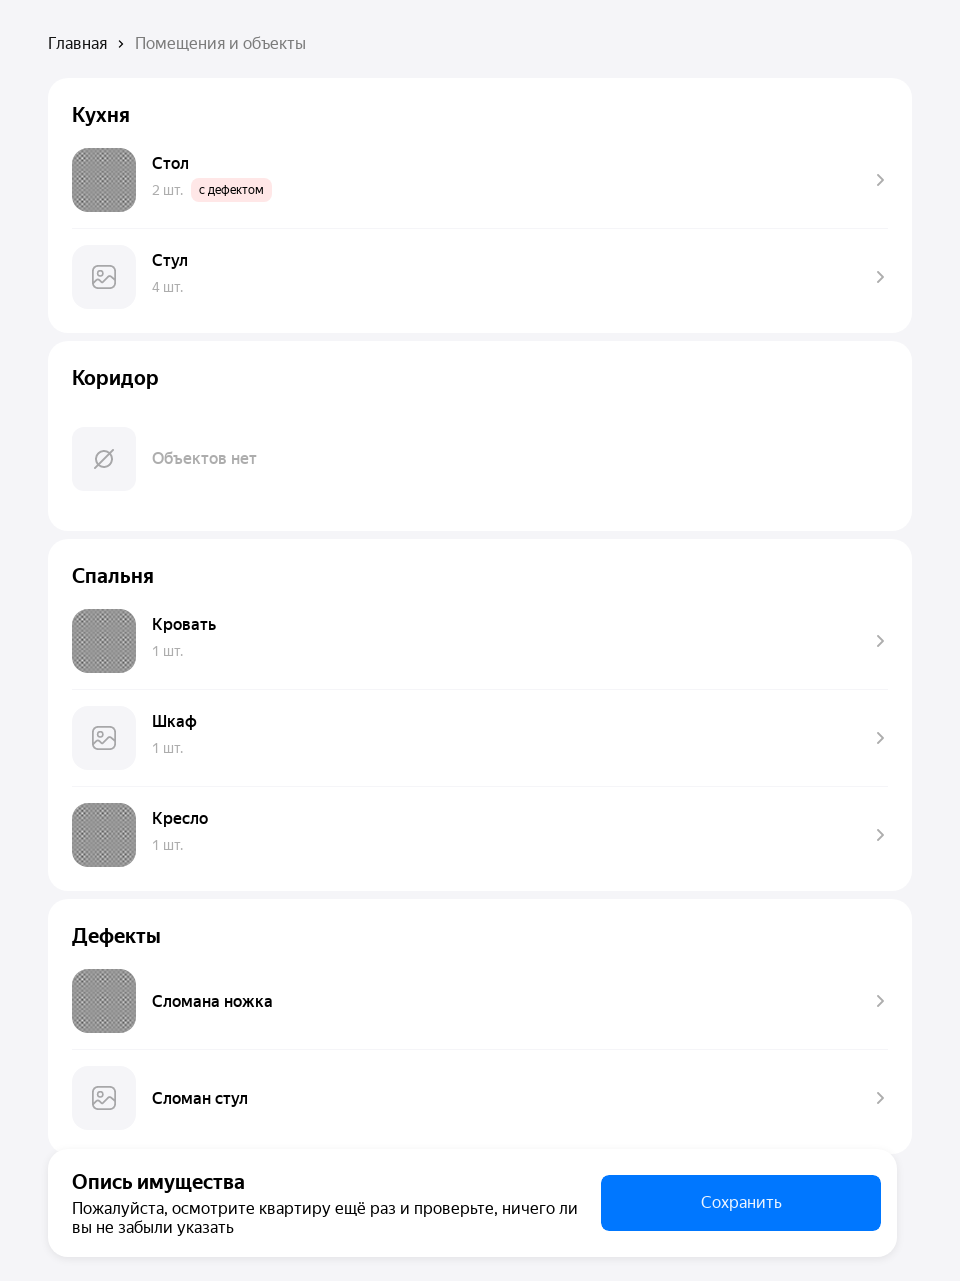 Главная > Помещения и объекты
Кухня
Стол
2 шт. с дефектом
Стул
4 шт.
Коридор
Объектов нет
Спальня
Кровать
1 шт.
Шкаф
1 шт.
Кресло
1 шт.
Дефекты
Сломана ножка
Сломан стул
Опись имущества
Пожалуйста, осмотрите квартиру ещё раз и проверьте, ничего ли
вы не забыли указать
Сохранить